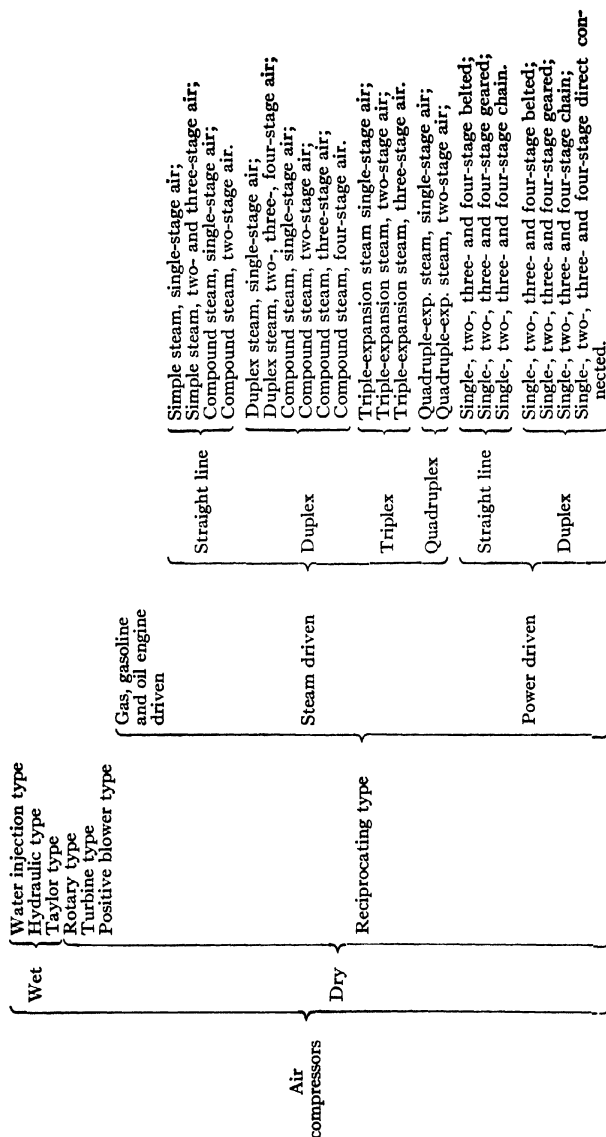 Air
compressors
Wet
Water injection type
Hydraulic type
Taylor type
Dry
Rotary type
Turbine type
Positive blower type
Reciprocating type
Gas, gasoline
and oil engine
driven
Steam driven
Straight line
Simple steam, single-stage air;
Simple steam, two- and three-stage air;
Compound steam, single-stage air;
Compound steam, two-stage air.
Duplex
Duplex steam, single-stage air;
Duplex steam, two-, three-, four-stage air;
Compound steam, single-stage air;
Compound steam, two-stage air;
Compound steam, three-stage air;
Compound steam, four-stage air.
Triplex
Triple-expansion steam single-stage air;
Triple-expansion steam, two-stage air;
Triple-expansion steam, three-stage air.
Quadruplex
Quadruple-exp. steam, single-stage air;
Quadruple-exp. steam, two-stage air;
Power driven
Straight line
Single-, two-, three- and four-stage belted;
Single-, two-, three- and four-stage geared;
Single-, two-, three- and four-stage chain.
Duplex
Single-, two-, three- and four-stage belted;
Single-, two-, three- and four-stage geared;
Single-, two-, three- and four-stage chain;
Single-, two-, three- and four-stage direct con-
nected.